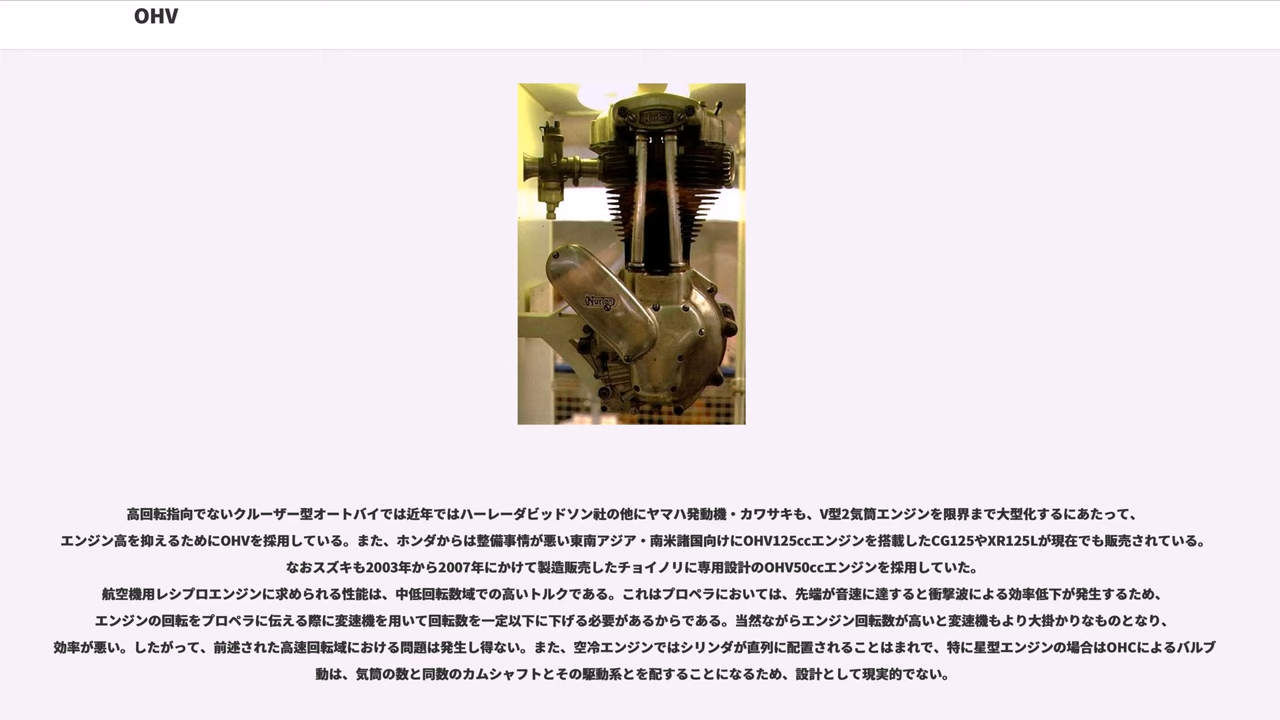 OHV
Norton
Norton
高回転指向でないクルーザー型オートバイでは近年ではハーレーダビッドソン社の他にヤマハ発動機・カワサキも、V型2気筒エンジンを限界まで大型化するにあたって、
エンジン高を抑えるためにOHVを採用している。また、ホンダからは整備事情が悪い東南アジア・南米諸国向けにOHV125ccエンジンを搭載したCG125やXR125Lが現在でも販売されている。
なおスズキも2003年から2007年にかけて製造販売したチョイノリに専用設計のOHV50ccエンジンを採用していた。
航空機用レシプロエンジンに求められる性能は、中低回転数域での高いトルクである。これはプロペラにおいては、先端が音速に達すると衝撃波による効率低下が発生するため、
エンジンの回転をプロペラに伝える際に変速機を用いて回転数を一定以下に下げる必要があるからである。当然ながらエンジン回転数が高いと変速機もより大掛かりなものとなり、
効率が悪い。したがって、前述された高速回転域における問題は発生し得ない。また、空冷エンジンではシリンダが直列に配置されることはまれで、特に星型エンジンの場合はOHCによるバルブ
動は、気筒の数と同数のカムシャフトとその駆動系とを配することになるため、設計として現実的でない。